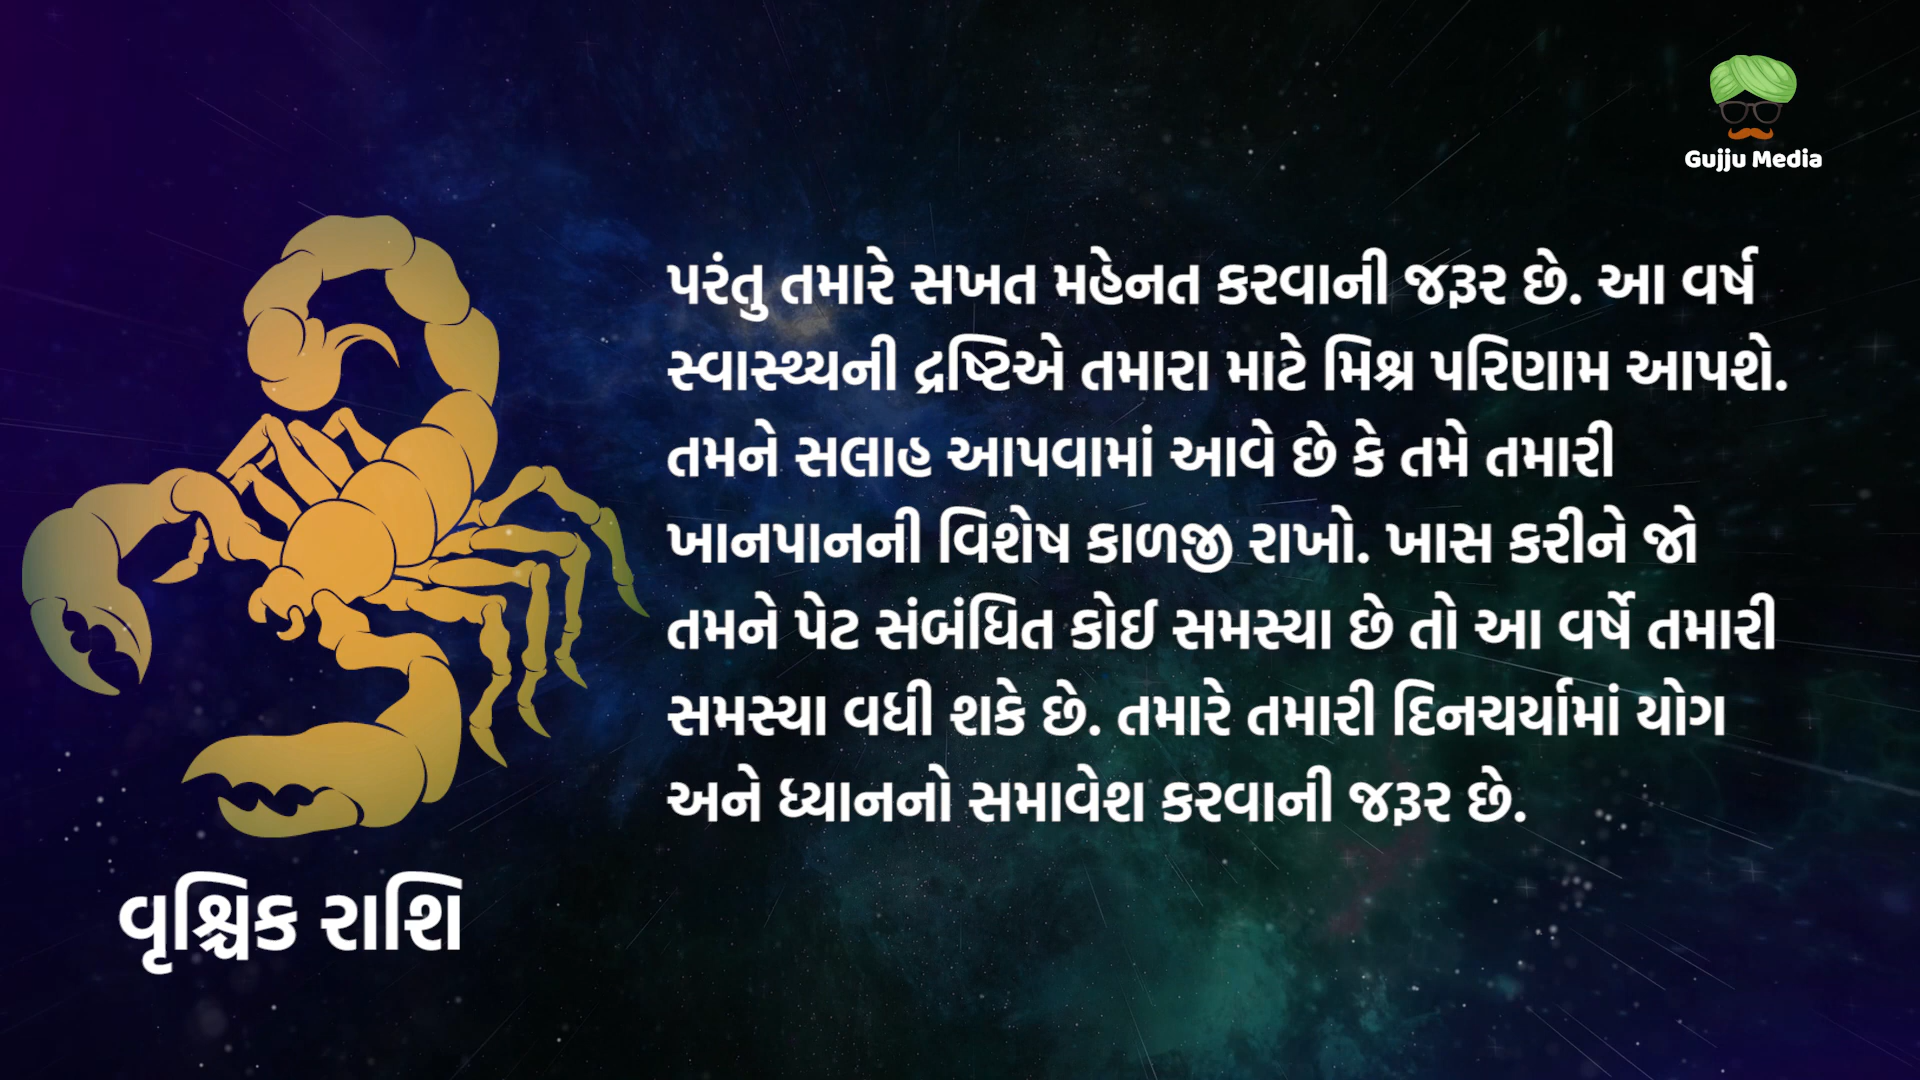 Gujju Media
પરંતુ તમારે સખત મહેનત કરવાની જરૂર છે. આ વર્ષ
સ્વાસ્થ્યની દ્રષ્ટિએ તમારા માટે મિશ્ર પરિણામ આપશે.
તમને સલાહ આપવામાં આવે છે કે તમે તમારી
ખાનપાનની વિશેષ કાળજી રાખો. ખાસ કરીને જો
તમને પેટ સંબંધિત કોઈ સમસ્યા છે તો આ વર્ષે તમારી
સમસ્યા વધી શકે છે. તમારે તમારી દિનચર્યામાં યોગ
અને ધ્યાનનો સમાવેશ કરવાની જરૂર છે.
વૃશ્ચિક રાશિ